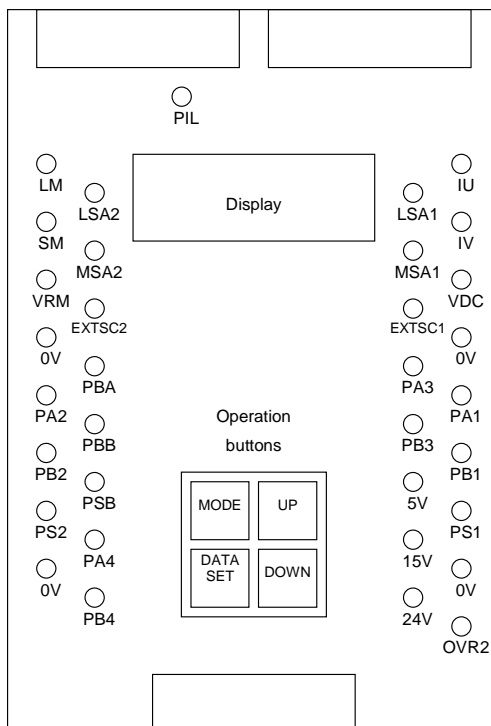 PIL
LM
LSA2
SM
MSA2
VRM
EXTSC2
0V
PBA
PA2
PBB
PB2
PSB
PS2
PA4
0V
PB4
Display
Operation
buttons
MODE
UP
DATA
SET
DOWN
IU
LSA1
IV
MSA1
VDC
EXTSC1
0V
PA3
PA1
PB3
PB1
5V
PS1
15V
0V
24V
OVR2